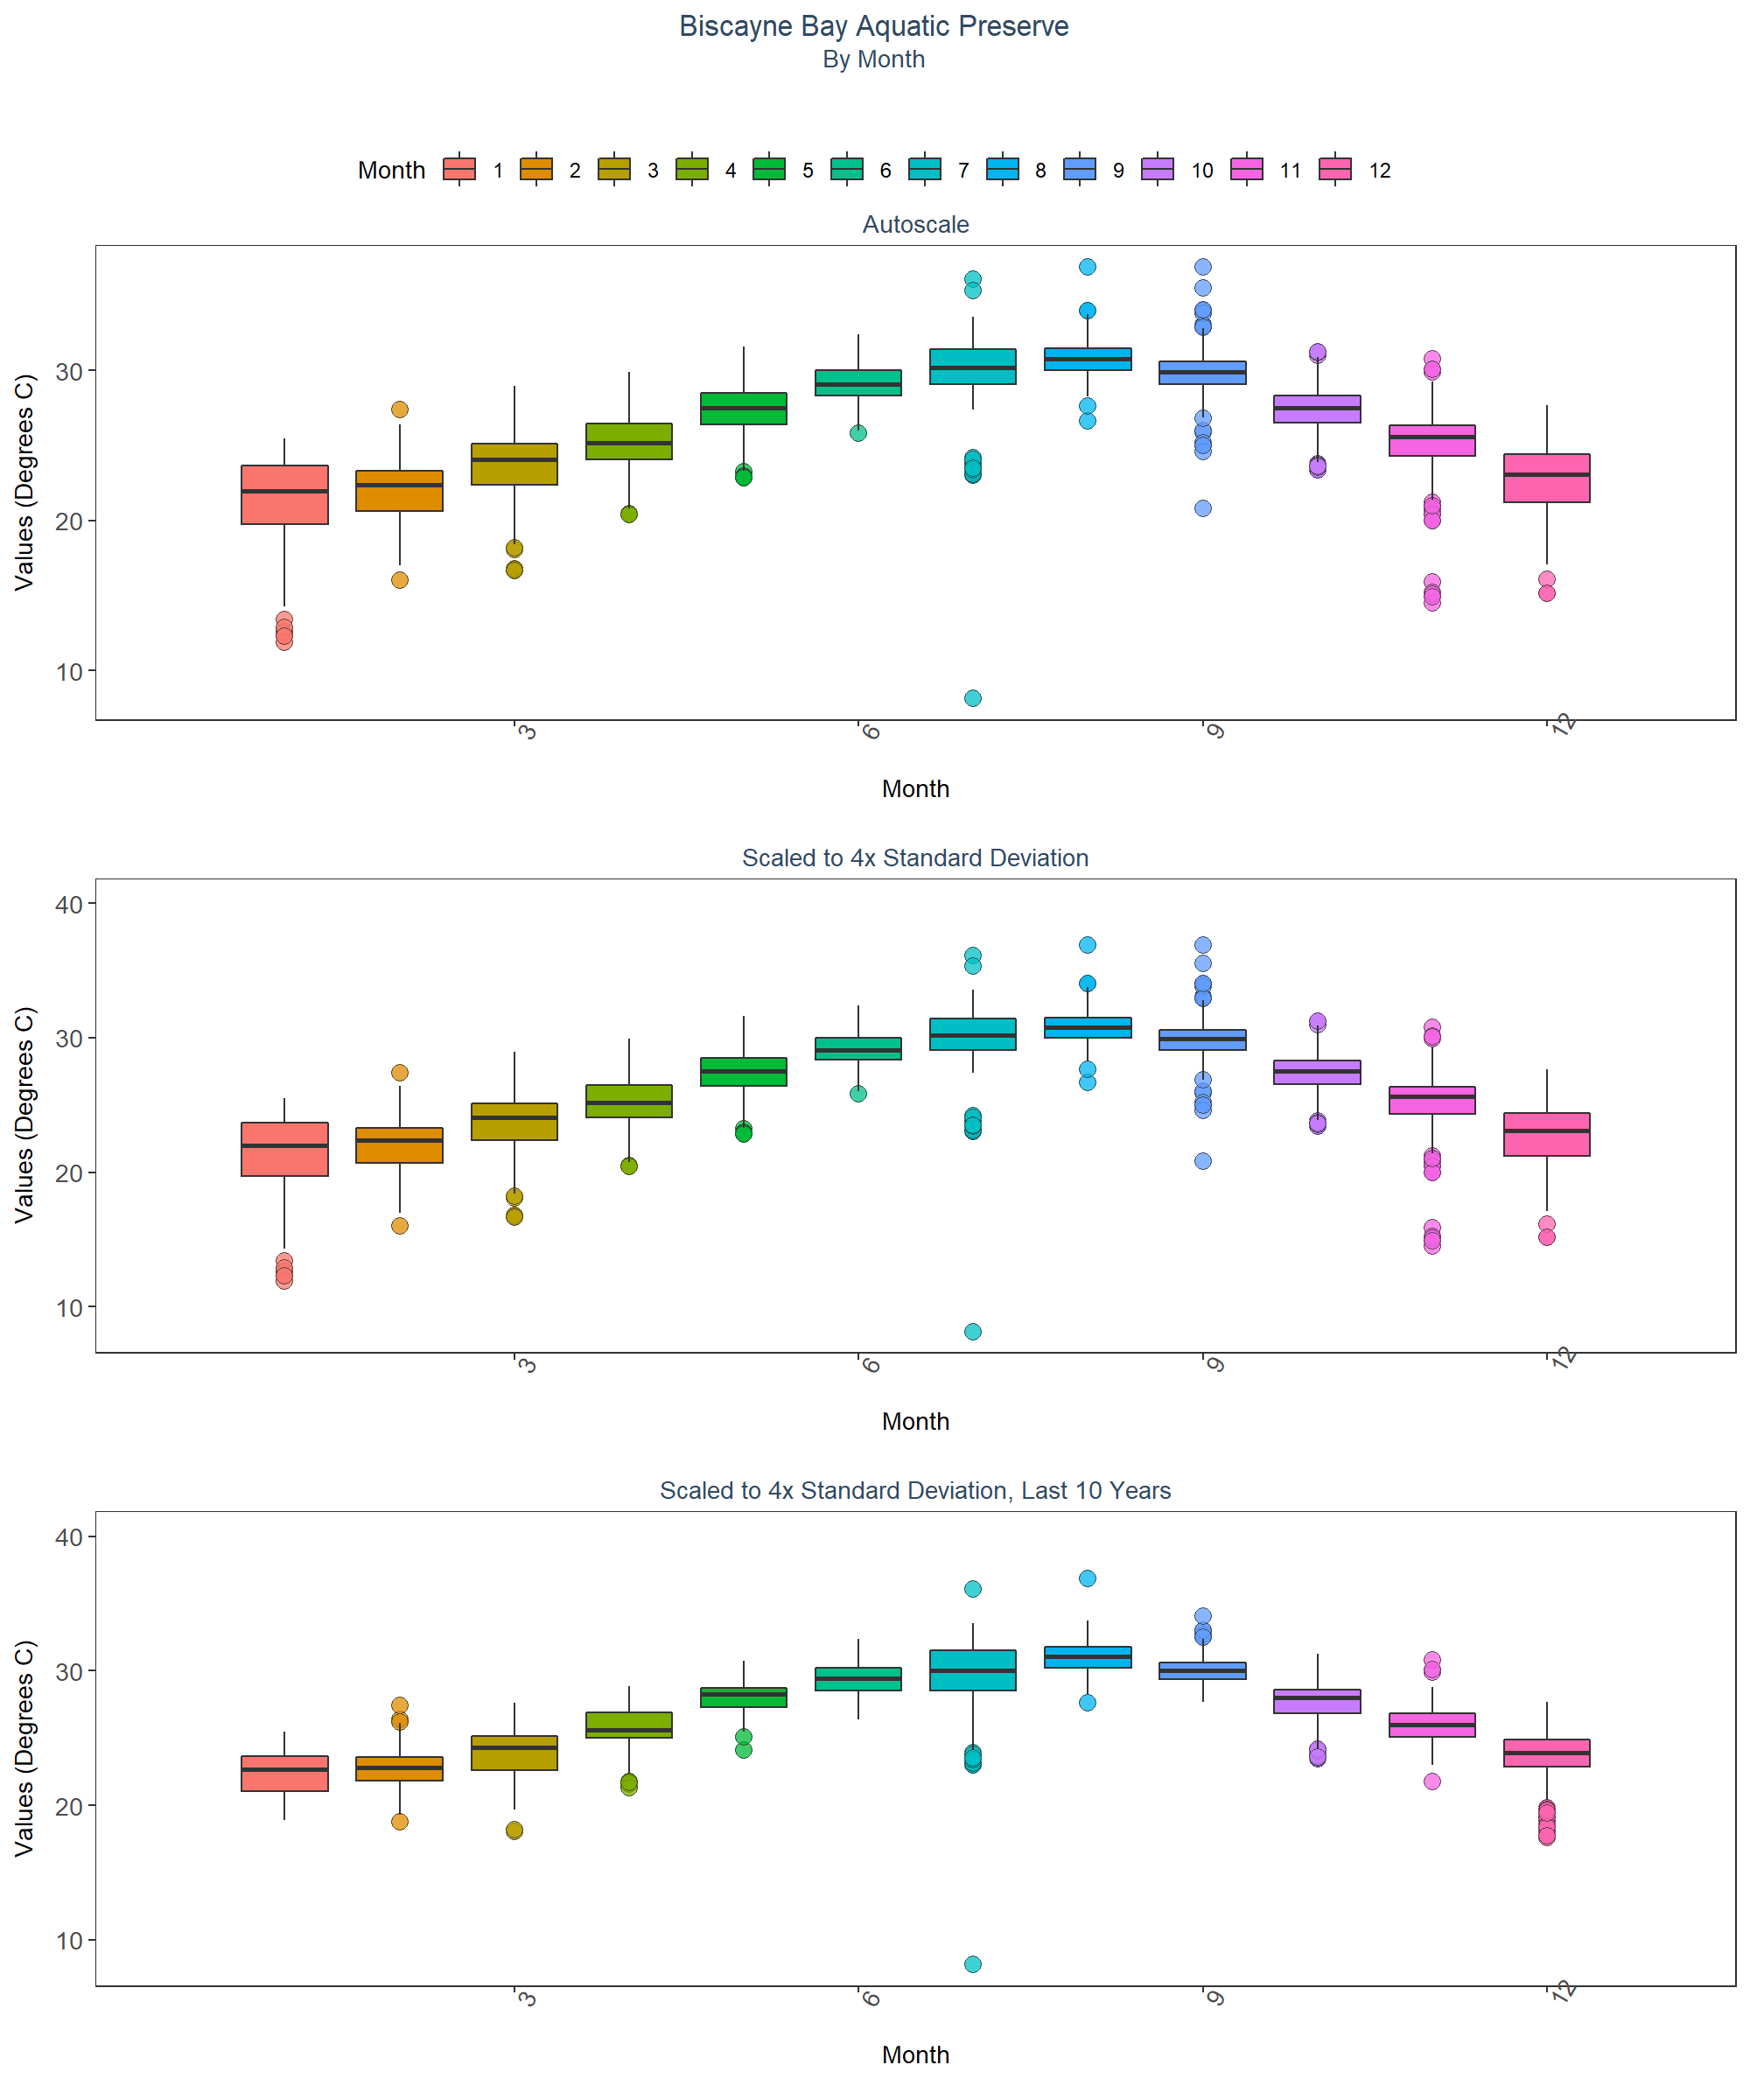 Biscayne Bay Aquatic Preserve
By Month
Month 1 2 3 4 5 6 7 8 9 10 11 12
Autoscale
Values (Degrees C)
30
20
10
3 6 9 12
Month
Scaled to 4x Standard Deviation
Values (Degrees C)
40
30
20
10
3 6 9 12
Month
Scaled to 4x Standard Deviation, Last 10 Years
Values (Degrees C)
40
30
20
10
3 6 9 12
Month